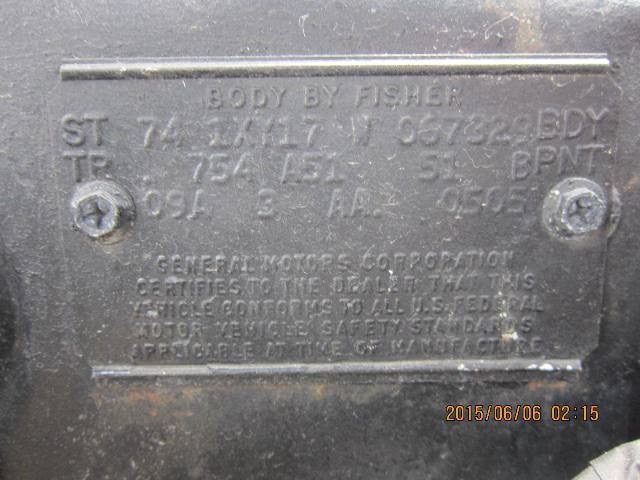 BODY BY FISHER
ST 74 1XY17 W 067329 BDY
TR 754 A51 51 B PNT
09A 3 AA. 0505
GENERAL MOTORS CORPORATION
CERTIFIES TO THE DEALER THAT THIS
VEHICLE CONFORMS TO ALL U.S. FEDERAL
MOTOR VEHICLE SAFETY STANDARDS
APPLICABLE AT TIME OF MANUFACTURE
2015/06/06 02:15